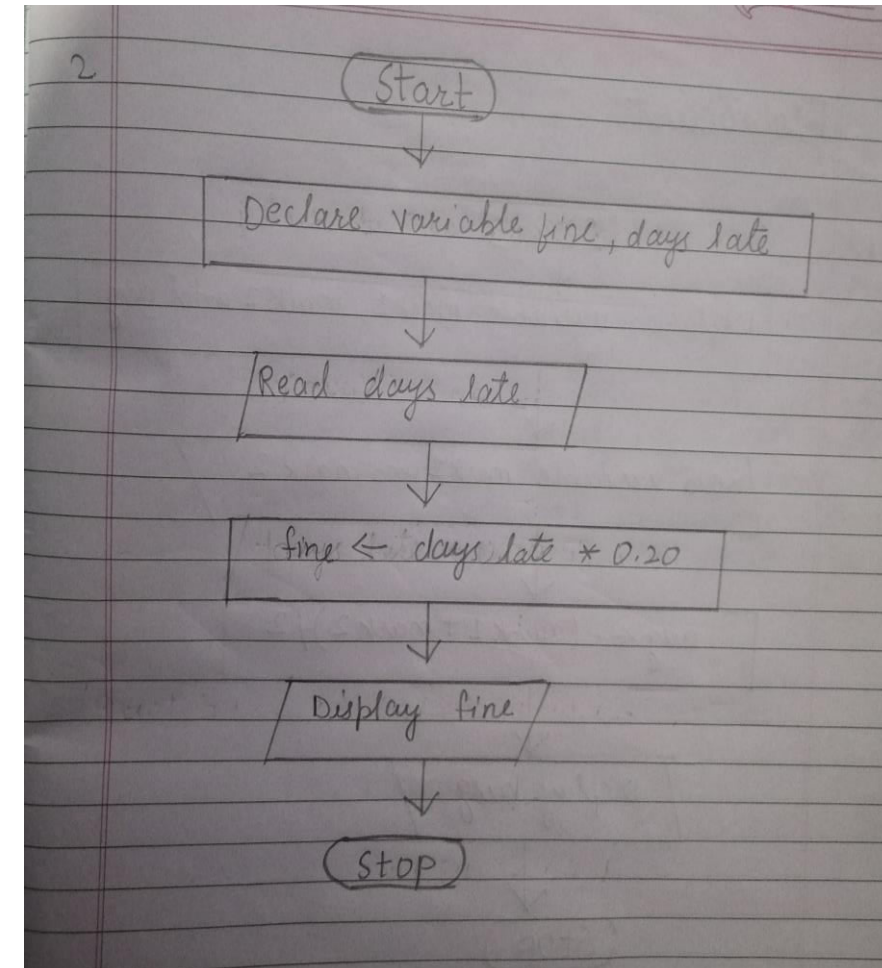 2
Start
Declare variable fine, days late
Read days late
fine ← days late * 0.20
Display fine
Stop